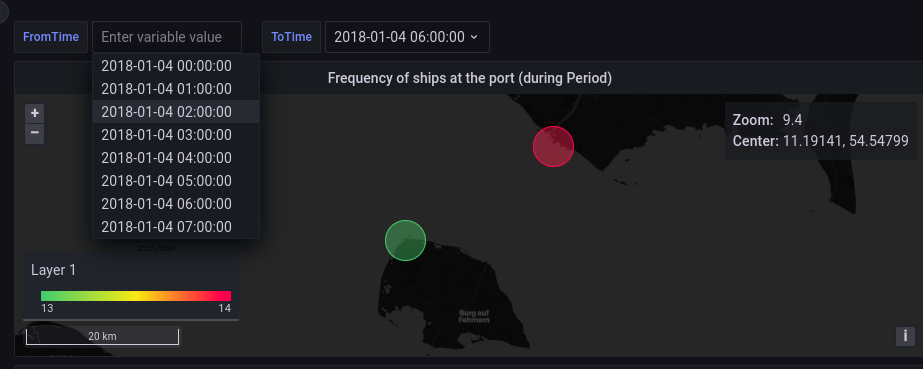 FromTime Enter variable value ToTime 2018-01-04 06:00:00
2018-01-04 00:00:00
2018-01-04 01:00:00
2018-01-04 02:00:00
2018-01-04 03:00:00
2018-01-04 04:00:00
2018-01-04 05:00:00
2018-01-04 06:00:00
2018-01-04 07:00:00
Frequency of ships at the port (during Period)
+
−
Zoom: 9.4
Center: 11.19141, 54.54799
Layer 1
13 14
20 km
Burg auf
Fehmarn
i